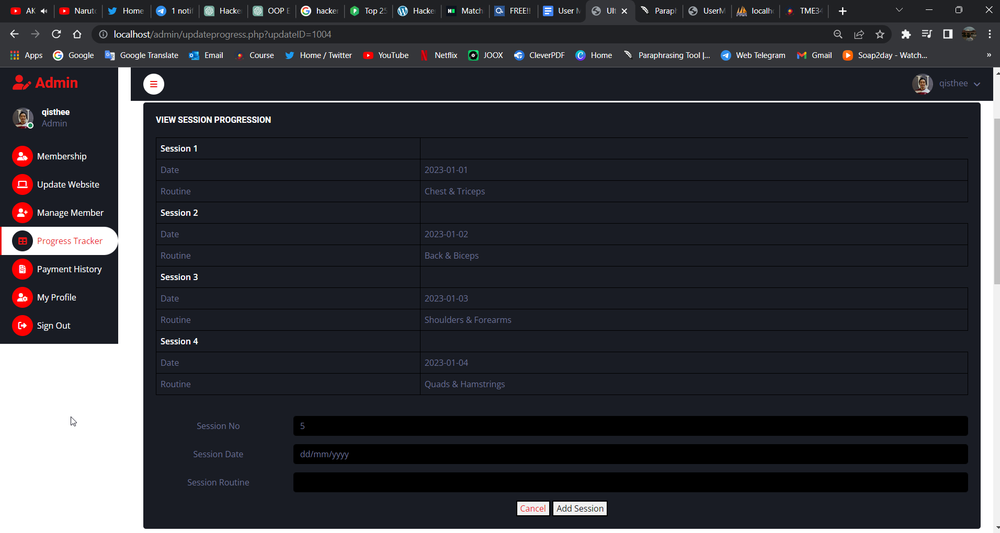 AK
Naruto
Home
1 notif
Hacke
OOP E
hacker
Top 25
Hacke
Match
FREE!!
User M
Ult
Paraph
UserM
localho
TME34
localhost/admin/updateprogress.php?updateID=1004
Apps
Google
Google Translate
Email
Course
Home / Twitter
YouTube
Netflix
JOOX
CleverPDF
Home
Paraphrasing Tool |...
Web Telegram
Gmail
Soap2day - Watch...
»
Admin
qisthee
Admin
Membership
Update Website
Manage Member
Progress Tracker
Payment History
My Profile
Sign Out
qisthee
VIEW SESSION PROGRESSION
Session 1
Date 2023-01-01
Routine Chest & Triceps
Session 2
Date 2023-01-02
Routine Back & Biceps
Session 3
Date 2023-01-03
Routine Shoulders & Forearms
Session 4
Date 2023-01-04
Routine Quads & Hamstrings
Session No 5
Session Date dd/mm/yyyy
Session Routine
Cancel Add Session